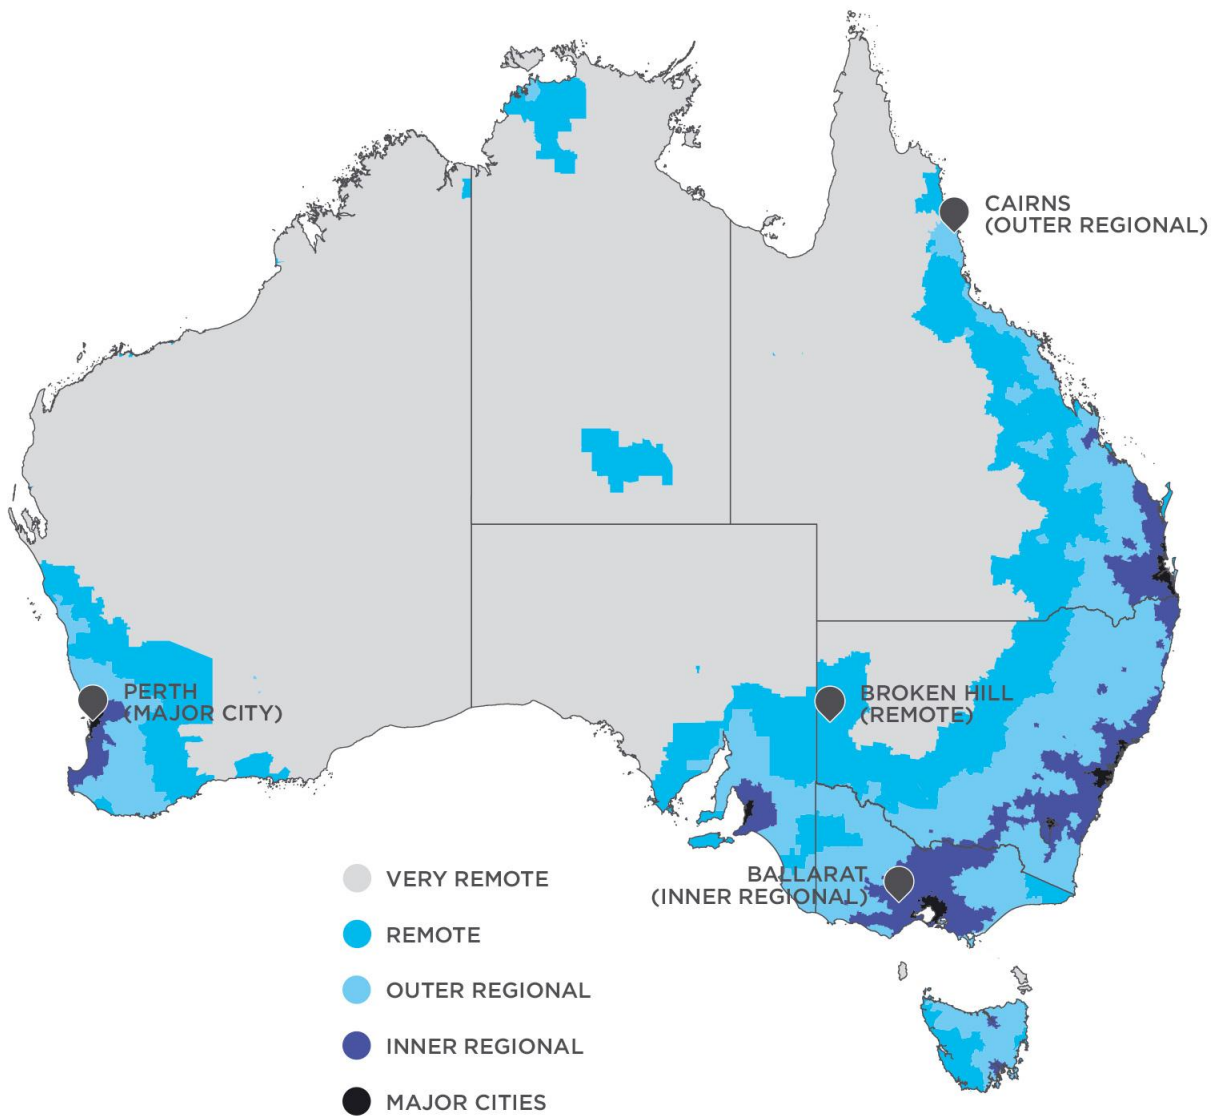 CAIRNS
(OUTER REGIONAL)
PERTH
(MAJOR CITY)
BROKEN HILL
(REMOTE)
BALLARAT
(INNER REGIONAL)
VERY REMOTE
REMOTE
OUTER REGIONAL
INNER REGIONAL
MAJOR CITIES